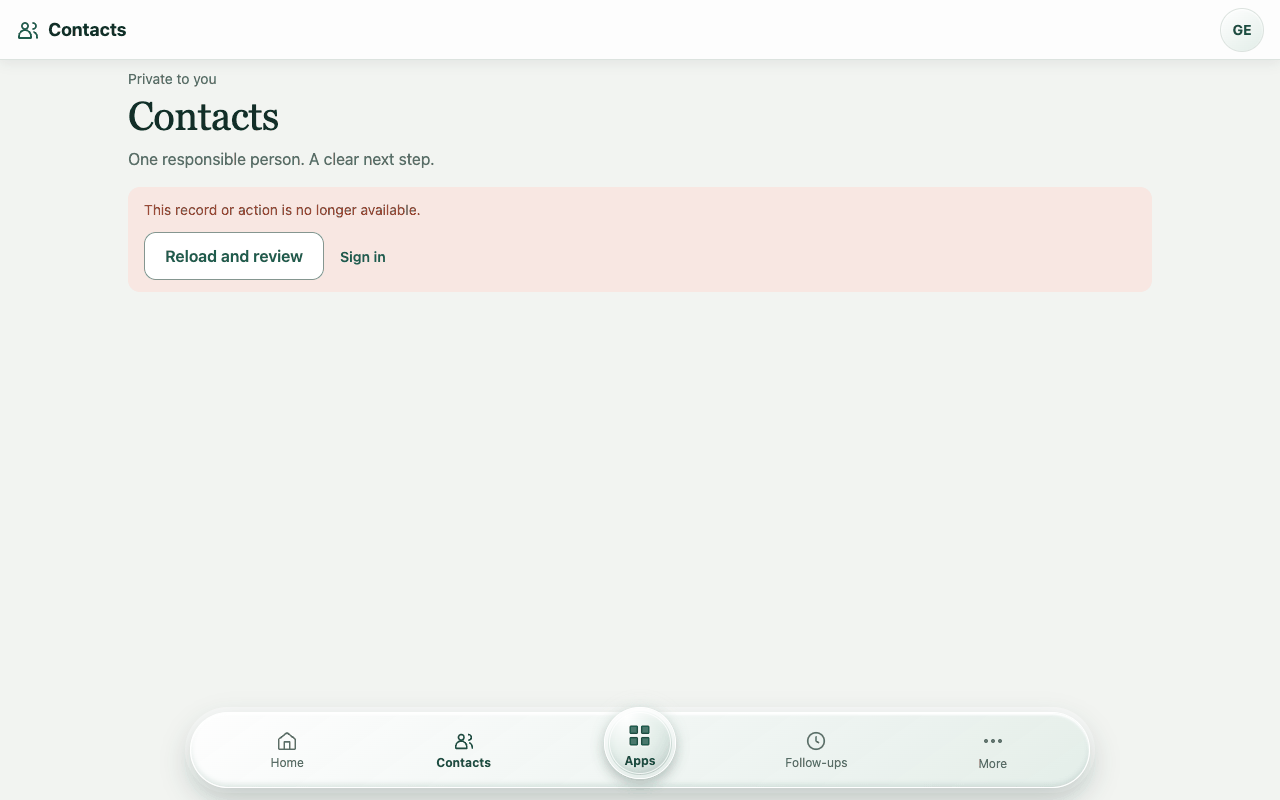 Contacts
GE
Private to you
Contacts
One responsible person. A clear next step.
This record or action is no longer available.
Reload and review
Sign in
Home
Contacts
Apps
Follow-ups
More